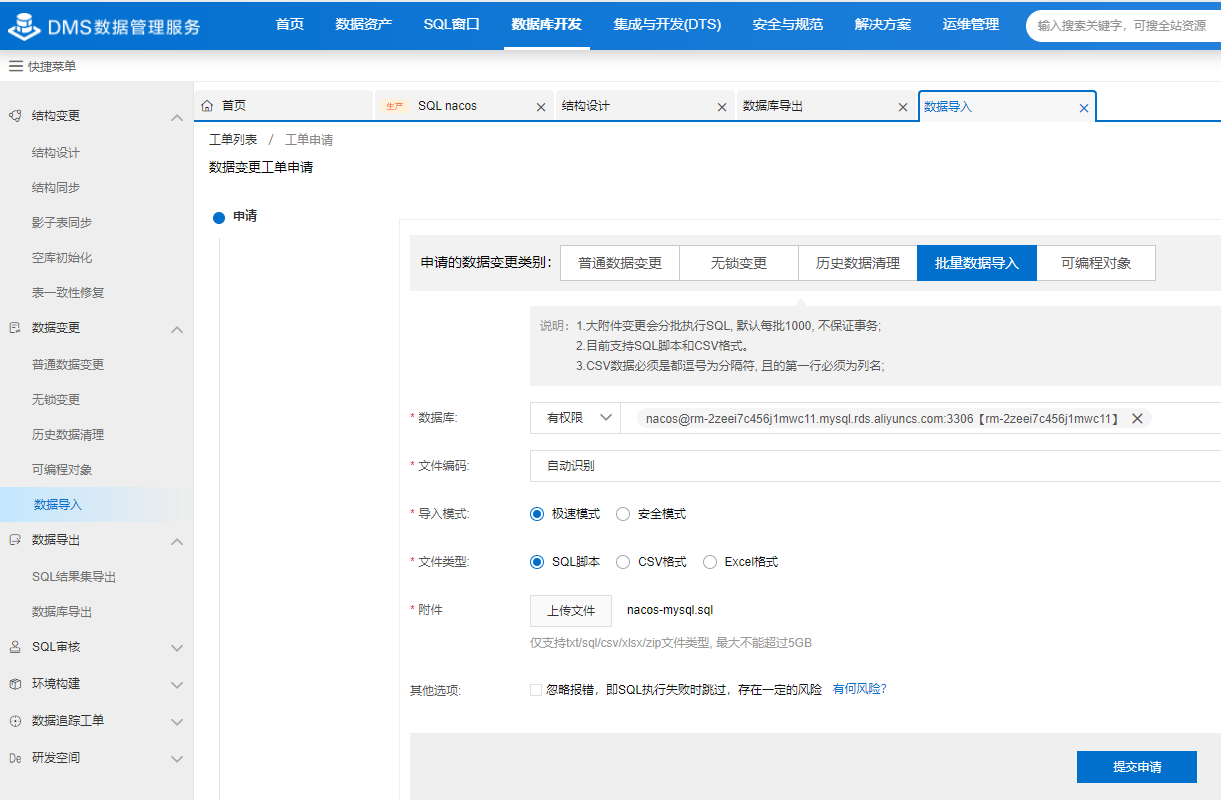 DMS数据管理服务
首页 数据资产 SQL窗口 数据库开发 集成与开发(DTS) 安全与规范 解决方案 运维管理 输入搜索关键字，可搜全站资源
快捷菜单
首页 生产 SQL nacos 结构设计 数据库导出 数据导入
结构变更
结构设计
结构同步
影子表同步
空库初始化
表一致性修复
数据变更
普通数据变更
无锁变更
历史数据清理
可编程对象
数据导入
数据导出
SQL结果集导出
数据库导出
SQL审核
环境构建
数据追踪工单
De 研发空间
工单列表 / 工单申请
数据变更工单申请
申请
申请的数据变更类别: 普通数据变更 无锁变更 历史数据清理 批量数据导入 可编程对象
说明: 1.大附件变更会分批执行SQL, 默认每批1000, 不保证事务;
2.目前支持SQL脚本和CSV格式。
3.CSV数据必须是都逗号为分隔符, 且的第一行必须为列名;
* 数据库: 有权限 nacos@rm-2zeei7c456j1mwc11.mysql.rds.aliyuncs.com:3306【rm-2zeei7c456j1mwc11】
* 文件编码: 自动识别
* 导入模式: 极速模式 安全模式
* 文件类型: SQL脚本 CSV格式 Excel格式
* 附件 上传文件 nacos-mysql.sql
仅支持txt/sql/csv/xlsx/zip文件类型, 最大不能超过5GB
其他选项: 忽略报错，即SQL执行失败时跳过，存在一定的风险 有何风险?
提交申请